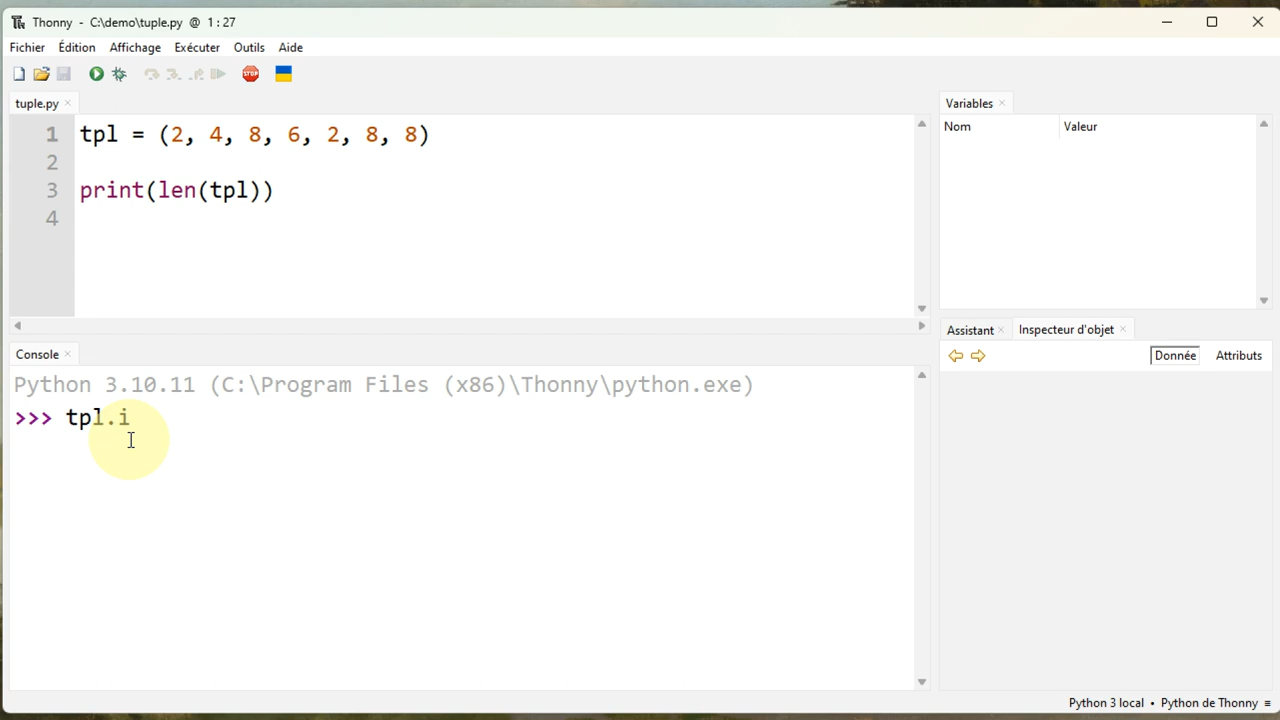 Thonny - C:\demo\tuple.py @ 1:27
Fichier Édition Affichage Exécuter Outils Aide
STOP
tuple.py ×
1 tpl = (2, 4, 8, 6, 2, 8, 8)
2
3 print(len(tpl))
4
Variables ×
Nom Valeur
Console ×
Python 3.10.11 (C:\Program Files (x86)\Thonny\python.exe)
>>> tpl.i
Assistant × Inspecteur d'objet ×
Donnée Attributs
Python 3 local • Python de Thonny ≡